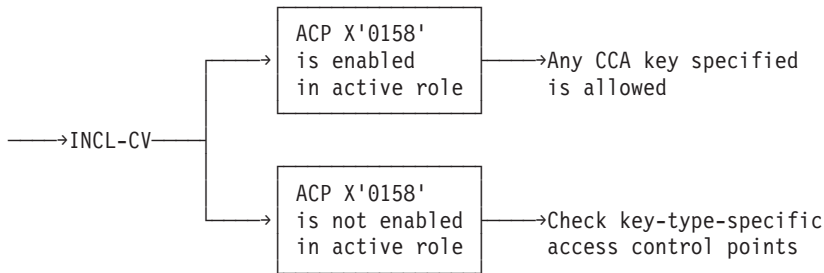 ACP X'0158'
is enabled
in active role
Any CCA key specified
is allowed
INCL-CV
ACP X'0158'
is not enabled
in active role
Check key-type-specific
access control points